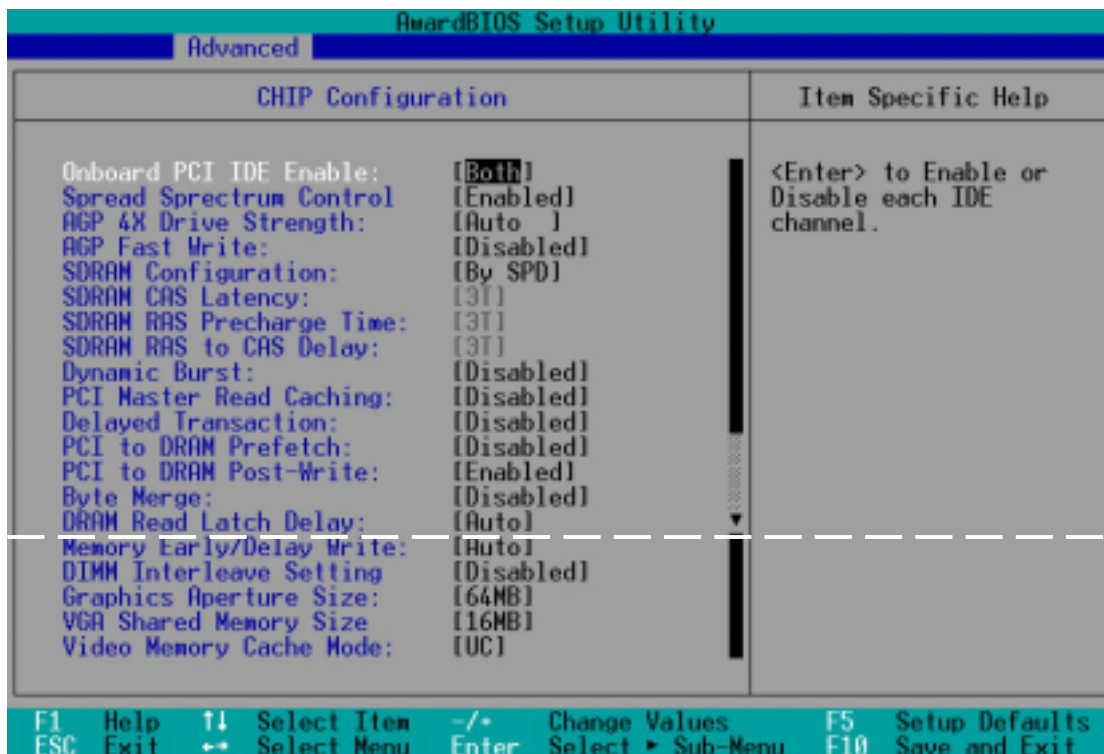 AwardBIOS Setup Utility
Advanced
CHIP Configuration
Item Specific Help
Onboard PCI IDE Enable: [Both]
Spread Sprectrum Control [Enabled]
AGP 4X Drive Strength: [Auto ]
AGP Fast Write: [Disabled]
SDRAM Configuration: [By SPD]
SDRAM CAS Latency: [3T]
SDRAM RAS Precharge Time: [3T]
SDRAM RAS to CAS Delay: [3T]
Dynamic Burst: [Disabled]
PCI Master Read Caching: [Disabled]
Delayed Transaction: [Disabled]
PCI to DRAM Prefetch: [Disabled]
PCI to DRAM Post-Write: [Enabled]
Byte Merge: [Disabled]
DRAM Read Latch Delay: [Auto]
Memory Early/Delay Write: [Auto]
DIMM Interleave Setting [Disabled]
Graphics Aperture Size: [64MB]
VGA Shared Memory Size [16MB]
Video Memory Cache Mode: [UC]
<Enter> to Enable or
Disable each IDE
channel.
F1 Help ↑↓ Select Item -/+ Change Values F5 Setup Defaults
ESC Exit ←→ Select Menu Enter Select ► Sub-Menu F10 Save and Exit